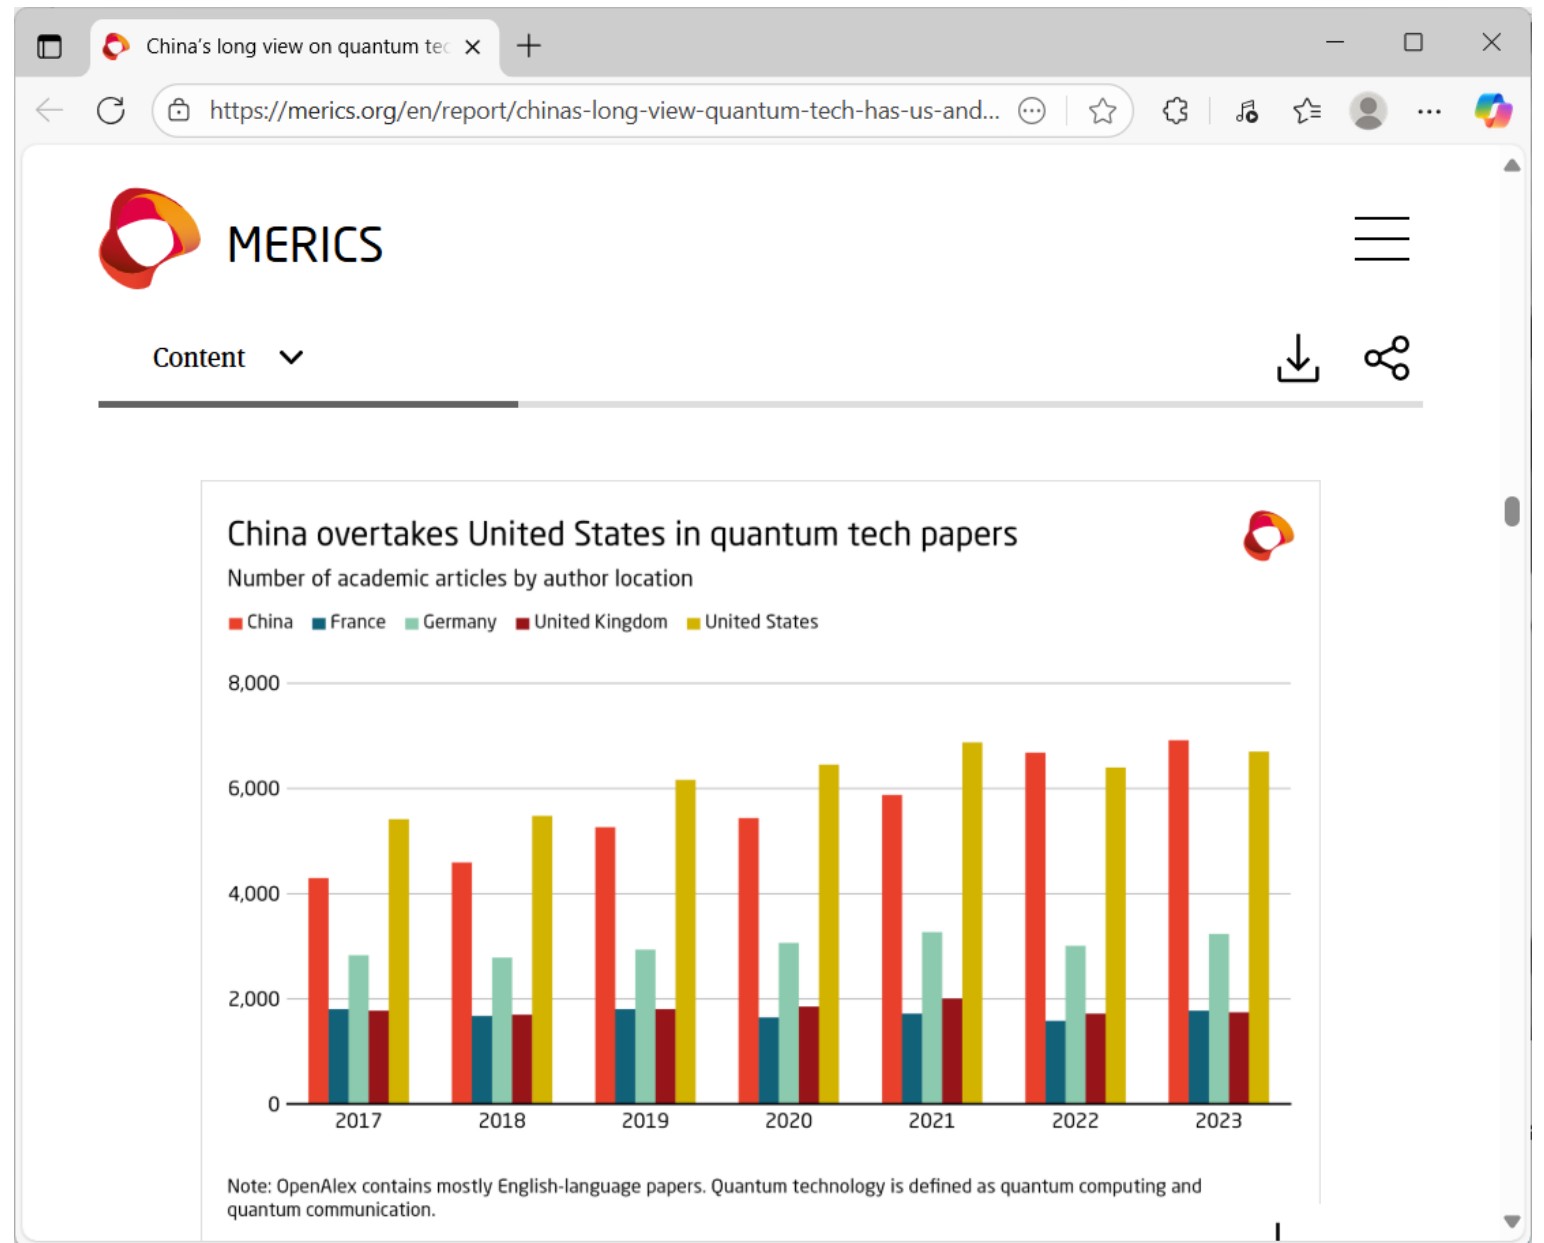 China's long view on quantum tec
https://merics.org/en/report/chinas-long-view-quantum-tech-has-us-and...
MERICS
Content
China overtakes United States in quantum tech papers
Number of academic articles by author location
China France Germany United Kingdom United States
8,000
6,000
4,000
2,000
0
2017 2018 2019 2020 2021 2022 2023
Note: OpenAlex contains mostly English-language papers. Quantum technology is defined as quantum computing and
quantum communication.